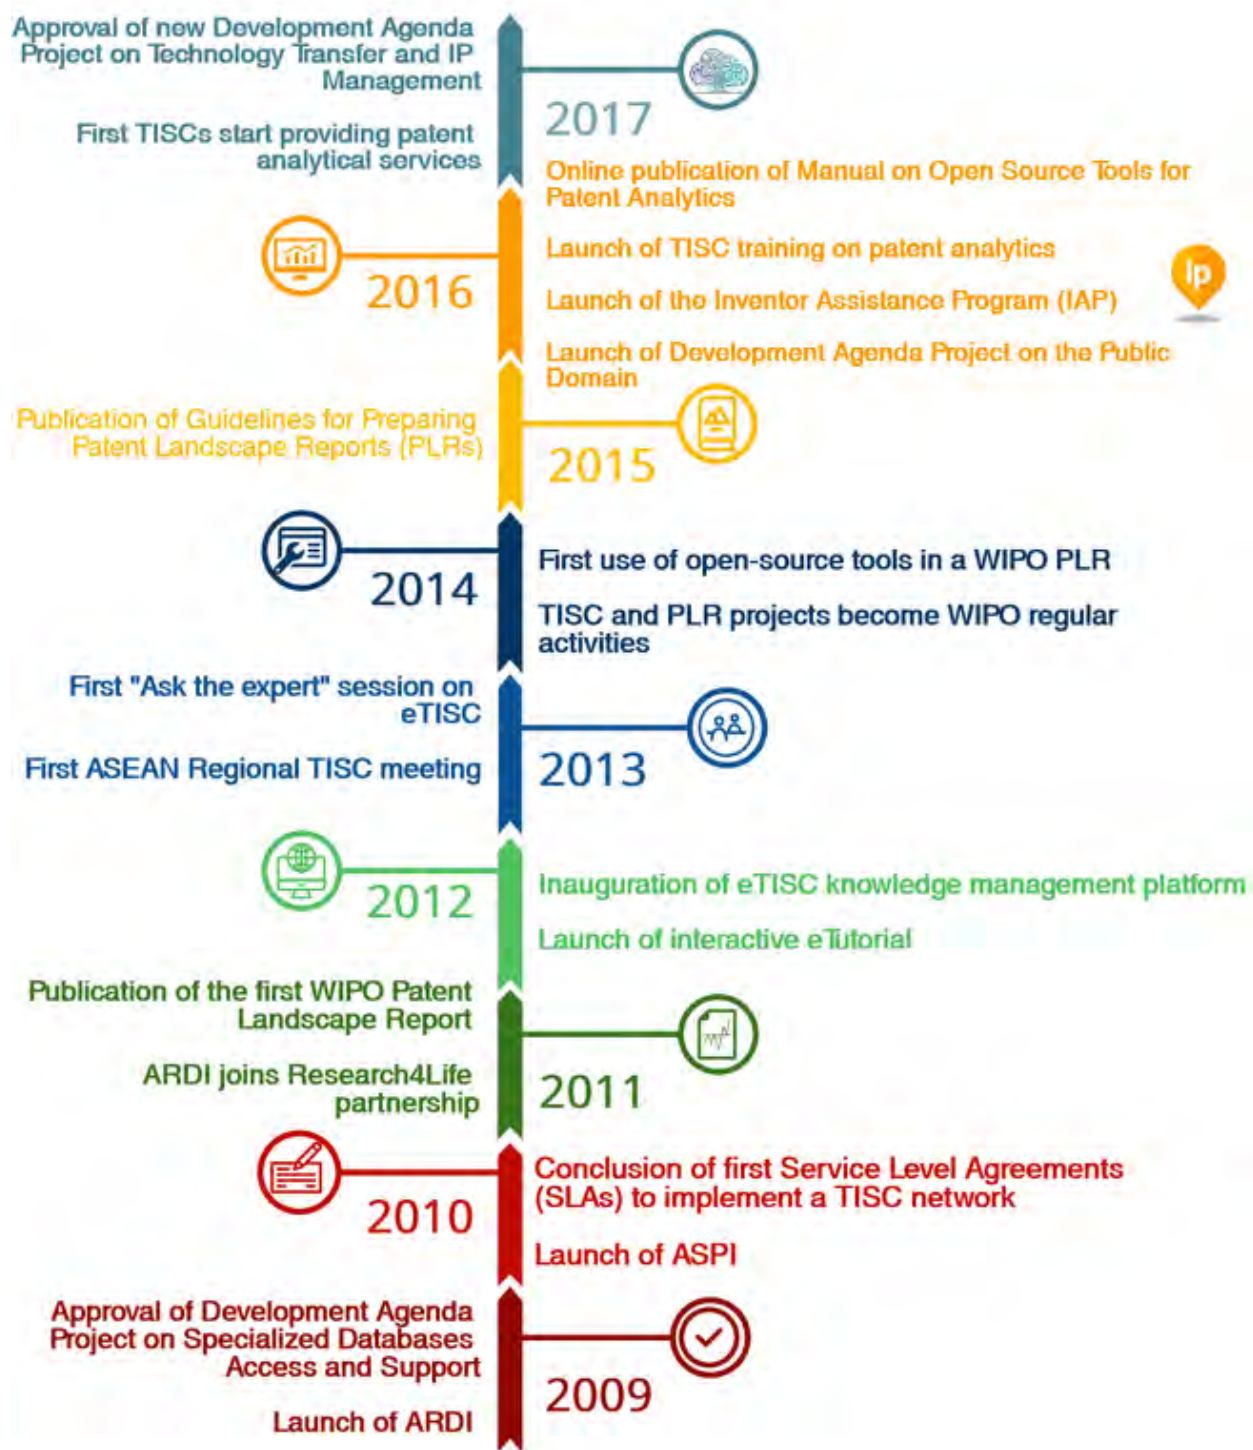 Approval of new Development Agenda
Project on Technology Transfer and IP
Management
First TISCs start providing patent
analytical services
2017
Online publication of Manual on Open Source Tools for
Patent Analytics
Launch of TISC training on patent analytics
Launch of the Inventor Assistance Program (IAP)
Launch of Development Agenda Project on the Public
Domain
ip
2016
Publication of Guidelines for Preparing
Patent Landscape Reports (PLRs)
2015
2014
First use of open-source tools in a WIPO PLR
TISC and PLR projects become WIPO regular
activities
First "Ask the expert" session on
eTISC
First ASEAN Regional TISC meeting
2013
2012
Inauguration of eTISC knowledge management platform
Launch of interactive eTutorial
Publication of the first WIPO Patent
Landscape Report
ARDI joins Research4Life
partnership
2011
2010
Conclusion of first Service Level Agreements
(SLAs) to implement a TISC network
Launch of ASPI
Approval of Development Agenda
Project on Specialized Databases
Access and Support
Launch of ARDI
2009